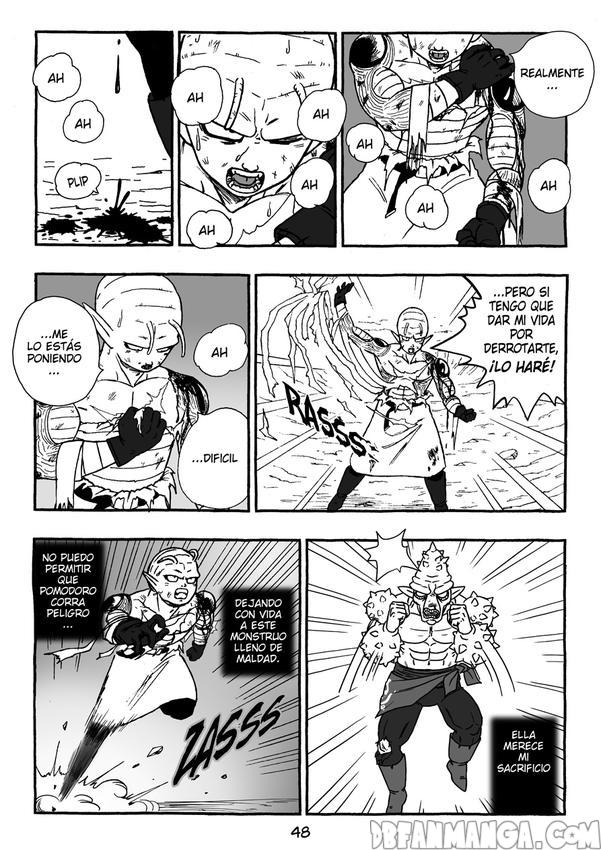 AH
AH
PLIP
AH
AH
AH
AH
REALMENTE
...
AH
AH
AH
...ME
LO ESTÁS
PONIENDO
...
AH
...DIFICIL
...PERO SI
TENGO QUE
DAR MI VIDA
POR
DERROTARTE,
¡LO HARÉ!
RASSS
NO PUEDO
PERMITIR
QUE
POMODORO
CORRA
PELIGRO
...
DEJANDO
CON VIDA
A ESTE
MONSTRUO
LLENO DE
MALDAD.
ZASSS
ELLA
MERECE
MI
SACRIFICIO
48
DBFANMANGA.COM